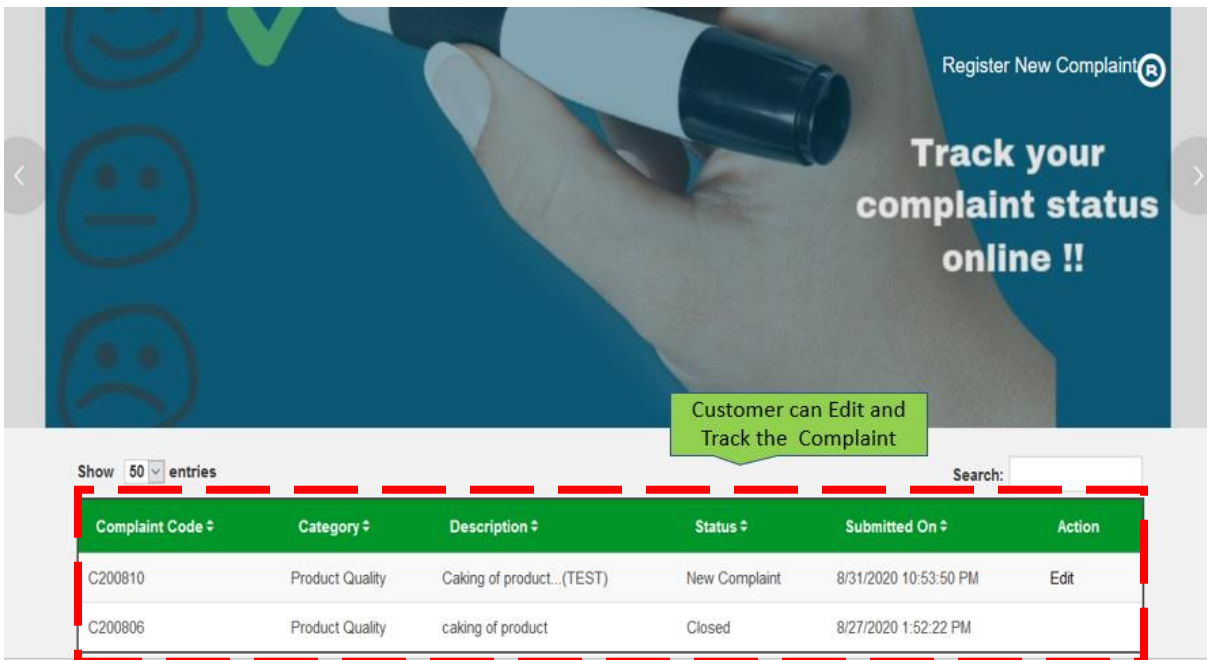 Register New Complaint R
Track your
complaint status
online !!
Customer can Edit and
Track the Complaint
Show 50 entries
Search:
Complaint Code Category Description Status Submitted On Action
C200810 Product Quality Caking of product...(TEST) New Complaint 8/31/2020 10:53:50 PM Edit
C200806 Product Quality caking of product Closed 8/27/2020 1:52:22 PM